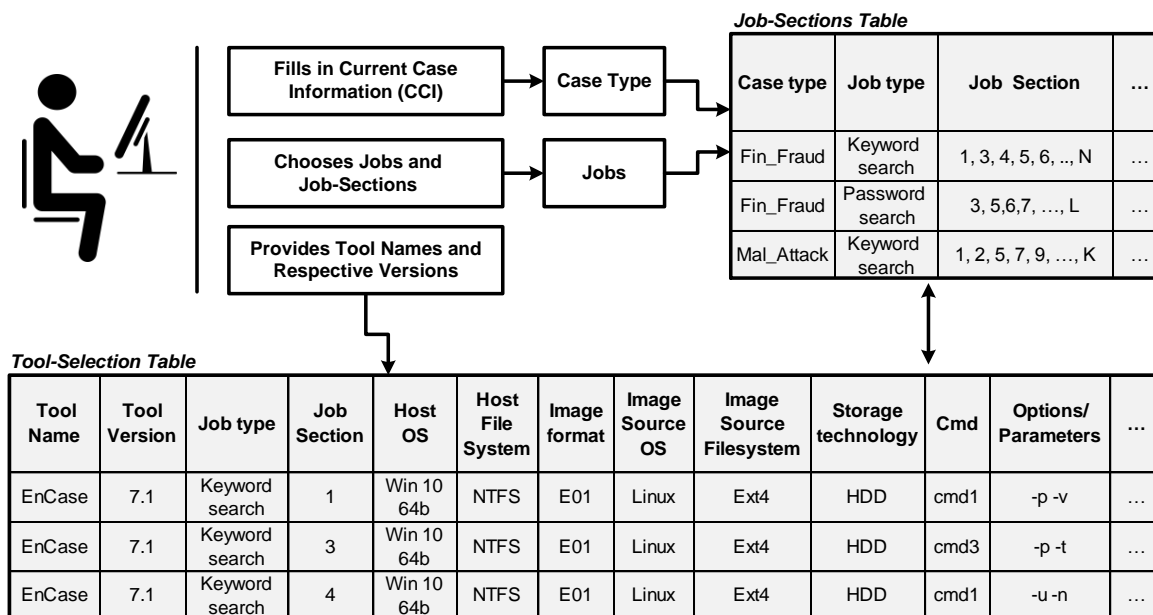 Job-Sections Table
Fills in Current Case
Information (CCI)
Case Type
Chooses Jobs and
Job-Sections
Jobs
Provides Tool Names and
Respective Versions
Case type Job type Job Section ...
Fin_Fraud Keyword search 1, 3, 4, 5, 6, .., N ...
Fin_Fraud Password search 3, 5,6,7, ..., L ...
Mal_Attack Keyword search 1, 2, 5, 7, 9, ..., K ...
Tool-Selection Table
Tool Name Tool Version Job type Job Section Host OS Host File System Image format Image Source OS Image Source Filesystem Storage technology Cmd Options/ Parameters ...
EnCase 7.1 Keyword search 1 Win 10 64b NTFS E01 Linux Ext4 HDD cmd1 -p -v ...
EnCase 7.1 Keyword search 3 Win 10 64b NTFS E01 Linux Ext4 HDD cmd3 -p -t ...
EnCase 7.1 Keyword search 4 Win 10 64b NTFS E01 Linux Ext4 HDD cmd1 -u -n ...